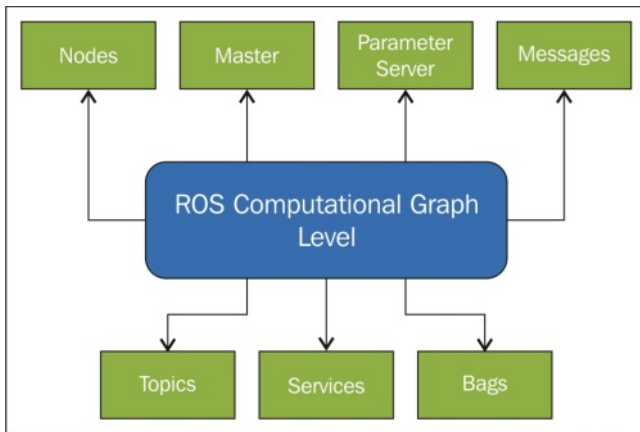 Nodes
Master
Parameter
Server
Messages
ROS Computational Graph
Level
Topics
Services
Bags